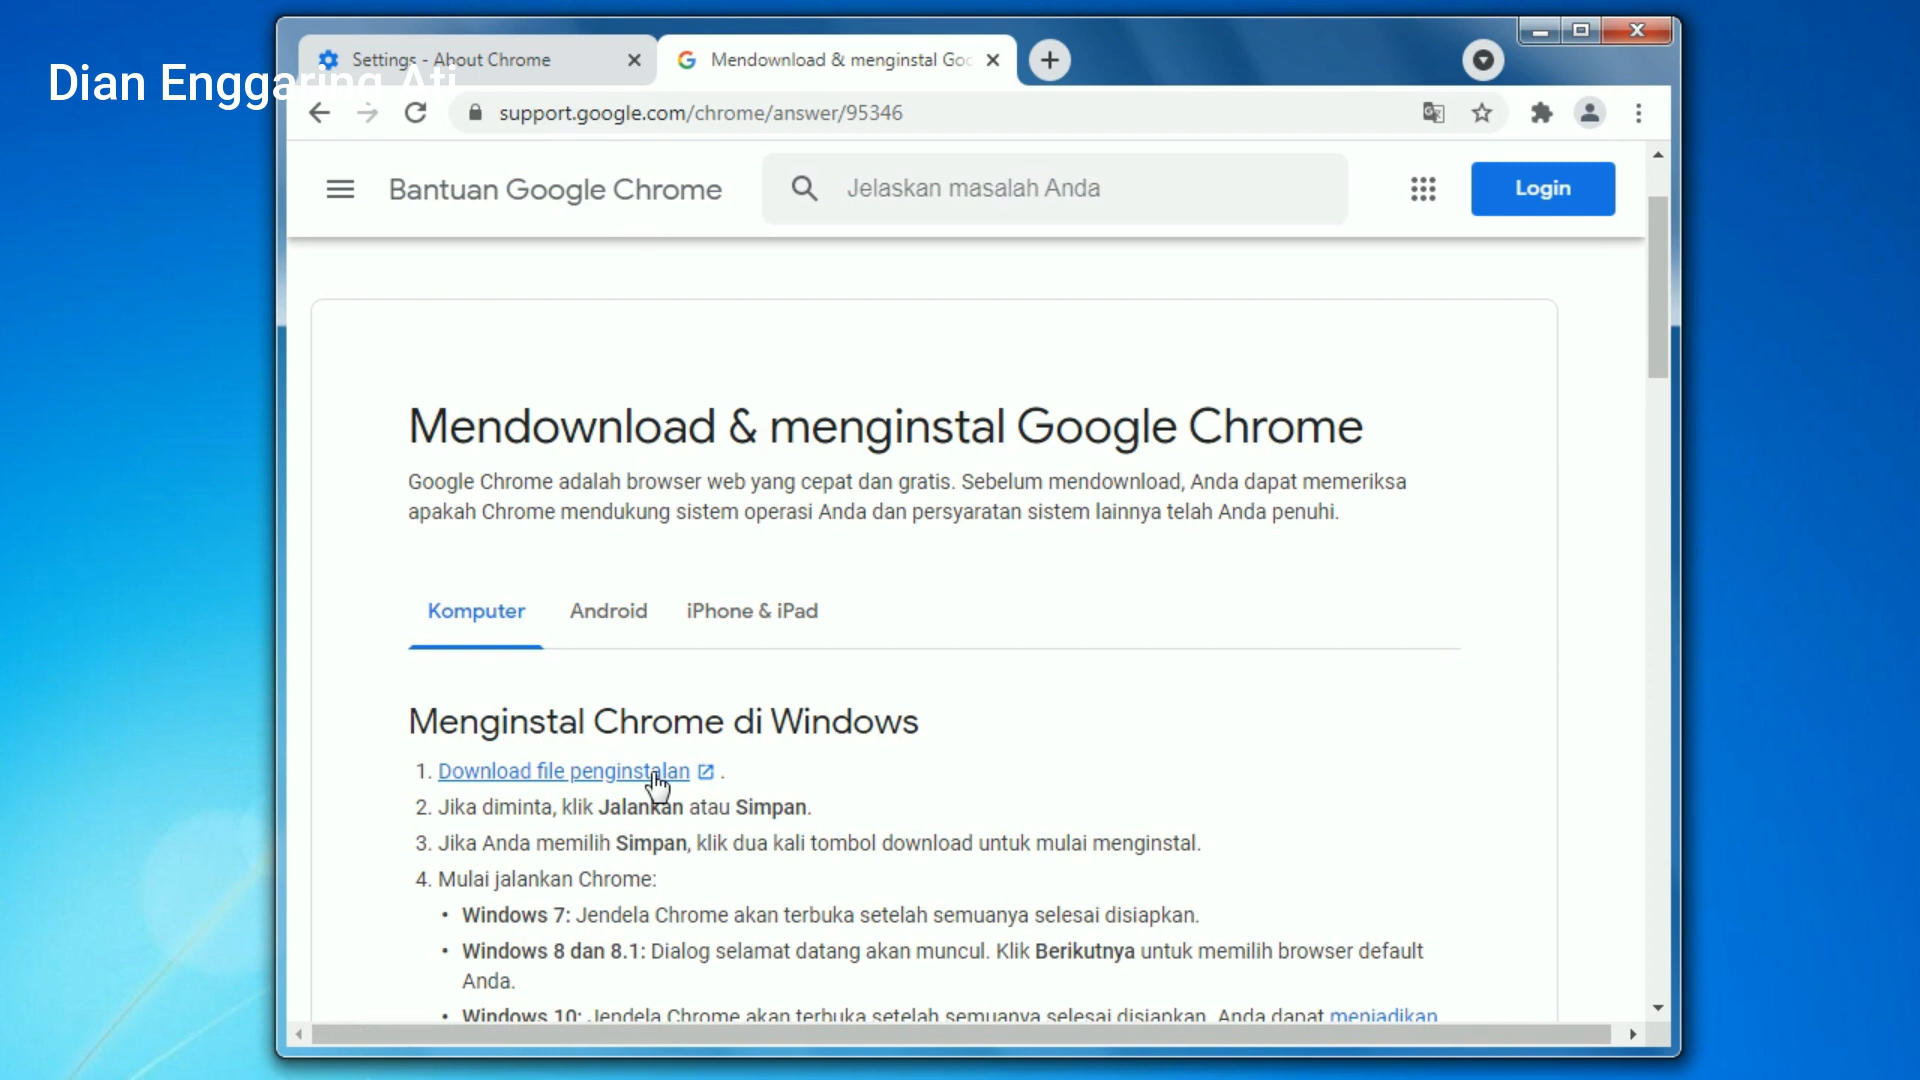 Settings - About Chrome
Mendownload & menginstal Goo
Dian Enggaring Ati
support.google.com/chrome/answer/95346
Bantuan Google Chrome
Jelaskan masalah Anda
Login
Mendownload & menginstal Google Chrome
Google Chrome adalah browser web yang cepat dan gratis. Sebelum mendownload, Anda dapat memeriksa
apakah Chrome mendukung sistem operasi Anda dan persyaratan sistem lainnya telah Anda penuhi.
Komputer
Android
iPhone & iPad
Menginstal Chrome di Windows
1. Download file penginstalan .
2. Jika diminta, klik Jalankan atau Simpan.
3. Jika Anda memilih Simpan, klik dua kali tombol download untuk mulai menginstal.
4. Mulai jalankan Chrome:
• Windows 7: Jendela Chrome akan terbuka setelah semuanya selesai disiapkan.
• Windows 8 dan 8.1: Dialog selamat datang akan muncul. Klik Berikutnya untuk memilih browser default
Anda.
• Windows 10: Jendela Chrome akan terbuka setelah semuanya selesai disiapkan. Anda dapat menjadikan